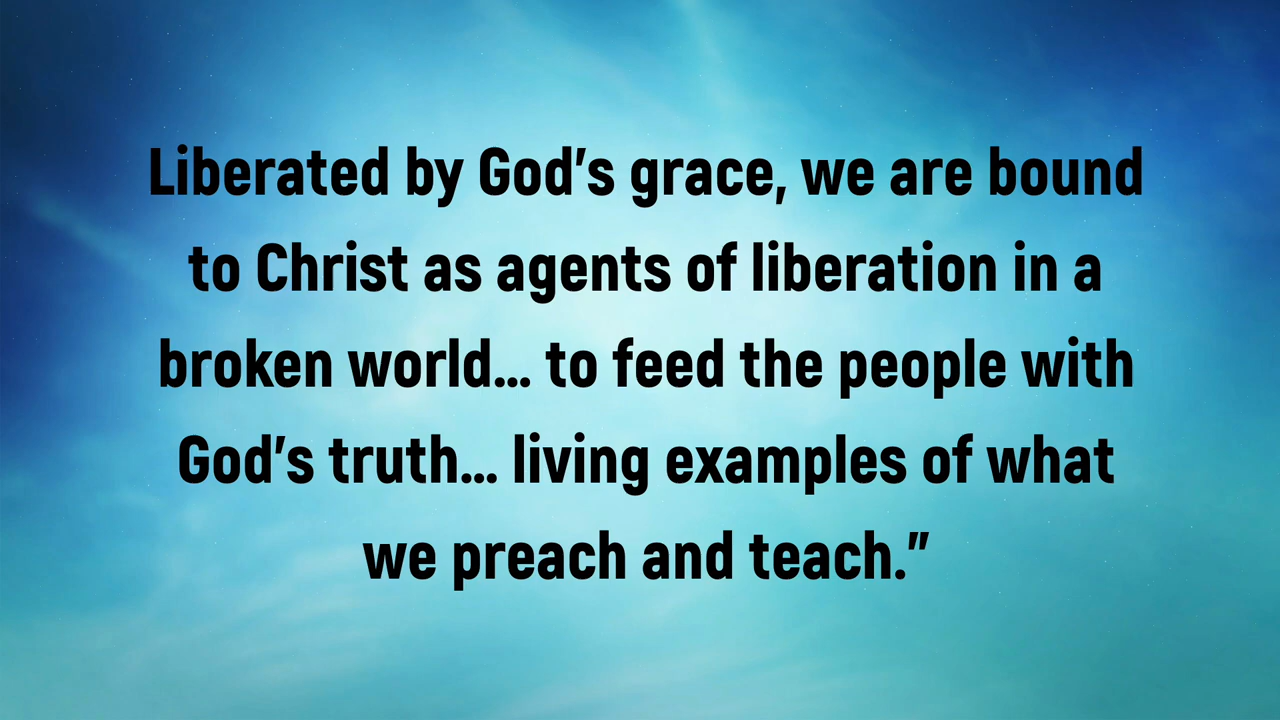 Liberated by God's grace, we are bound
to Christ as agents of liberation in a
broken world... to feed the people with
God's truth... living examples of what
we preach and teach."